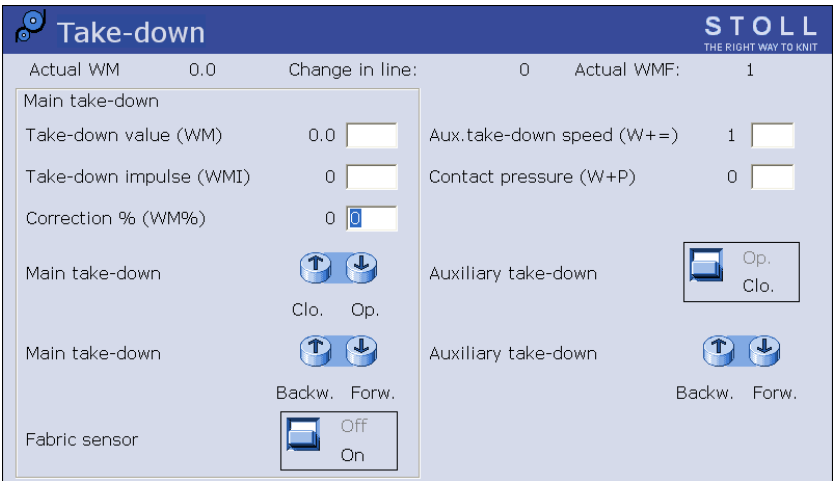 Take-down
STOLL
THE RIGHT WAY TO KNIT
Actual WM 0.0 Change in line: 0 Actual WMF: 1
Main take-down
Take-down value (WM) 0.0 Aux.take-down speed (W+=) 1
Take-down impulse (WMI) 0 Contact pressure (W+P) 0
Correction % (WM%) 0 0
Main take-down Auxiliary take-down Op.
Clo.
Clo. Op.
Main take-down Auxiliary take-down
Backw. Forw. Backw. Forw.
Fabric sensor Off
On